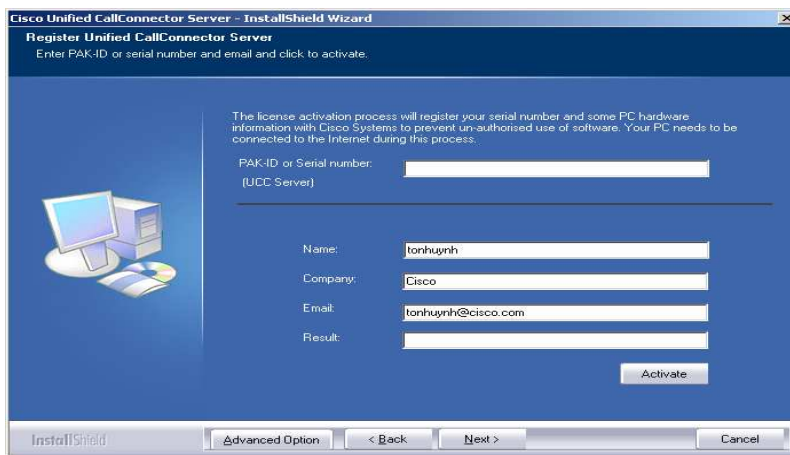 Cisco Unified CallConnector Server - InstallShield Wizard
Register Unified CallConnector Server
Enter PAK-ID or serial number and email and click to activate.
The license activation process will register your serial number and some PC hardware
information with Cisco Systems to prevent un-authorised use of software. Your PC needs to be
connected to the Internet during this process.
PAK-ID or Serial number:
(UCC Server)
Name: tonhuynh
Company: Cisco
Email: tonhuynh@cisco.com
Result:
Activate
InstallShield Advanced Option < Back Next > Cancel